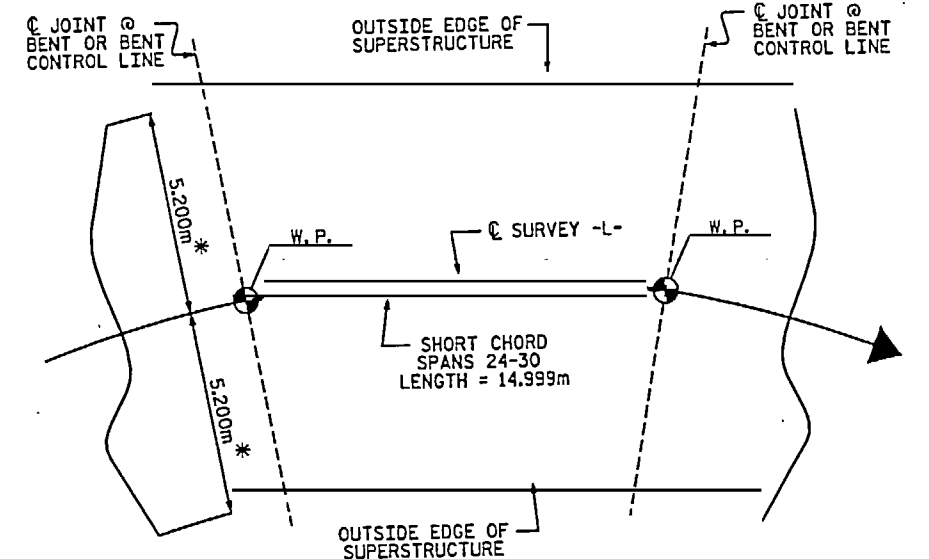 ℄ JOINT @
BENT OR BENT
CONTROL LINE
OUTSIDE EDGE OF
SUPERSTRUCTURE
℄ JOINT @
BENT OR BENT
CONTROL LINE
5.200m *
W.P.
℄ SURVEY -L-
W.P.
SHORT CHORD
SPANS 24-30
LENGTH = 14.999m
5.200m *
OUTSIDE EDGE OF
SUPERSTRUCTURE